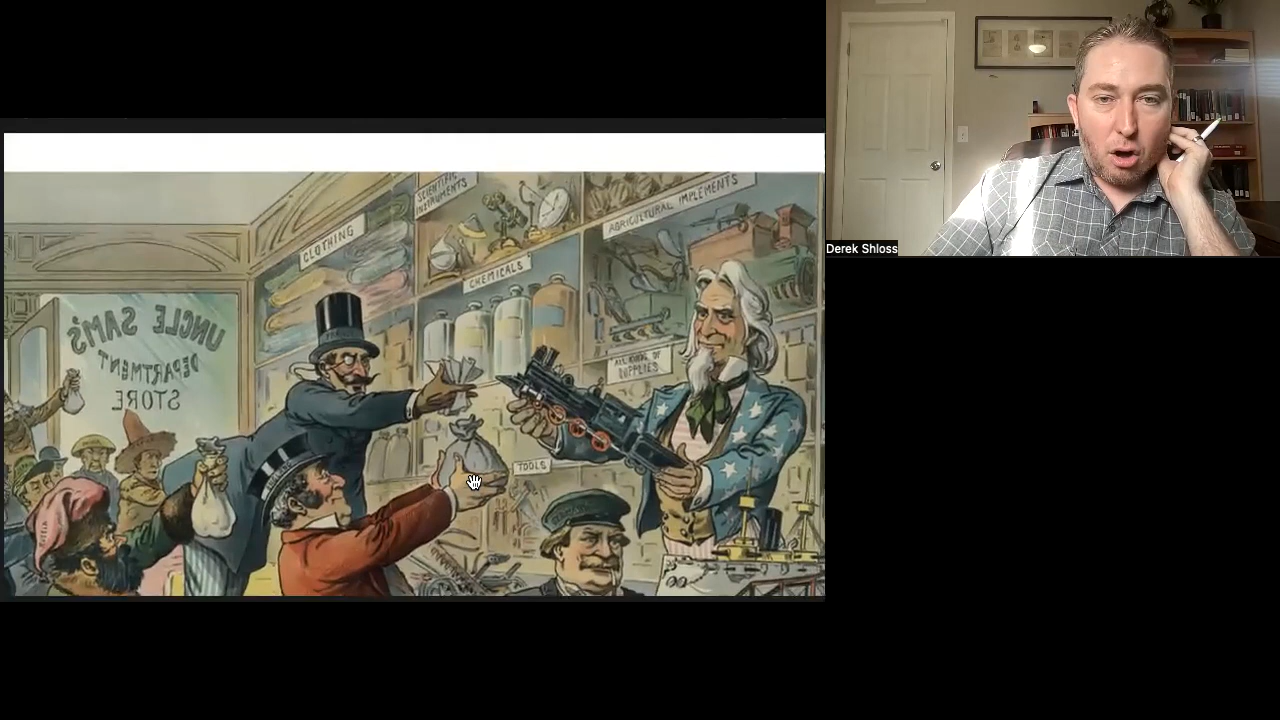 SCIENTIFIC
INSTRUMENTS
AGRICULTURAL IMPLEMENTS
CLOTHING
CHEMICALS
UNCLE SAM'S
DEPARTMENT
STORE
ALL KINDS OF
SUPPLIES
TOOLS
Derek Shloss